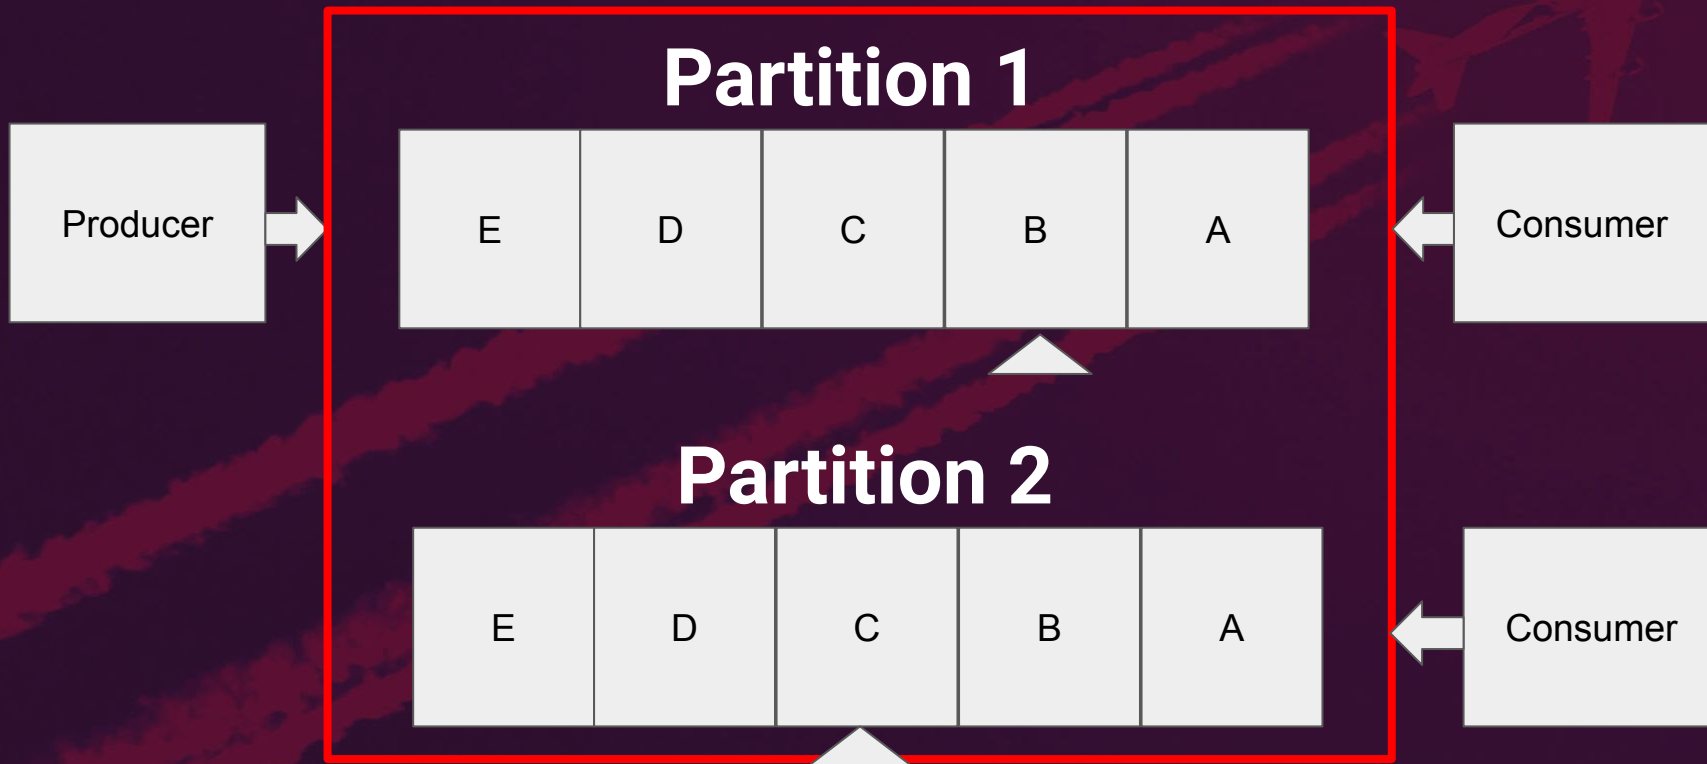 Partition 1
Producer
E D C B A
Consumer
Partition 2
E D C B A
Consumer